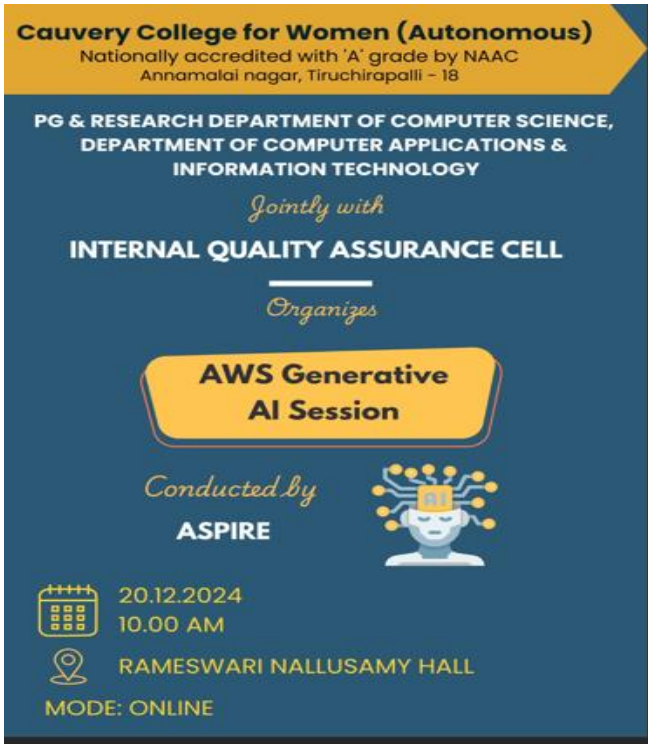 Cauvery College for Women (Autonomous)
Nationally accredited with 'A' grade by NAAC
Annamalai nagar, Tiruchirapalli - 18
PG & RESEARCH DEPARTMENT OF COMPUTER SCIENCE,
DEPARTMENT OF COMPUTER APPLICATIONS &
INFORMATION TECHNOLOGY
Jointly with
INTERNAL QUALITY ASSURANCE CELL
Organizes
AWS Generative
AI Session
Conducted by
ASPIRE
AI
20.12.2024
10.00 AM
RAMESWARI NALLUSAMY HALL
MODE: ONLINE